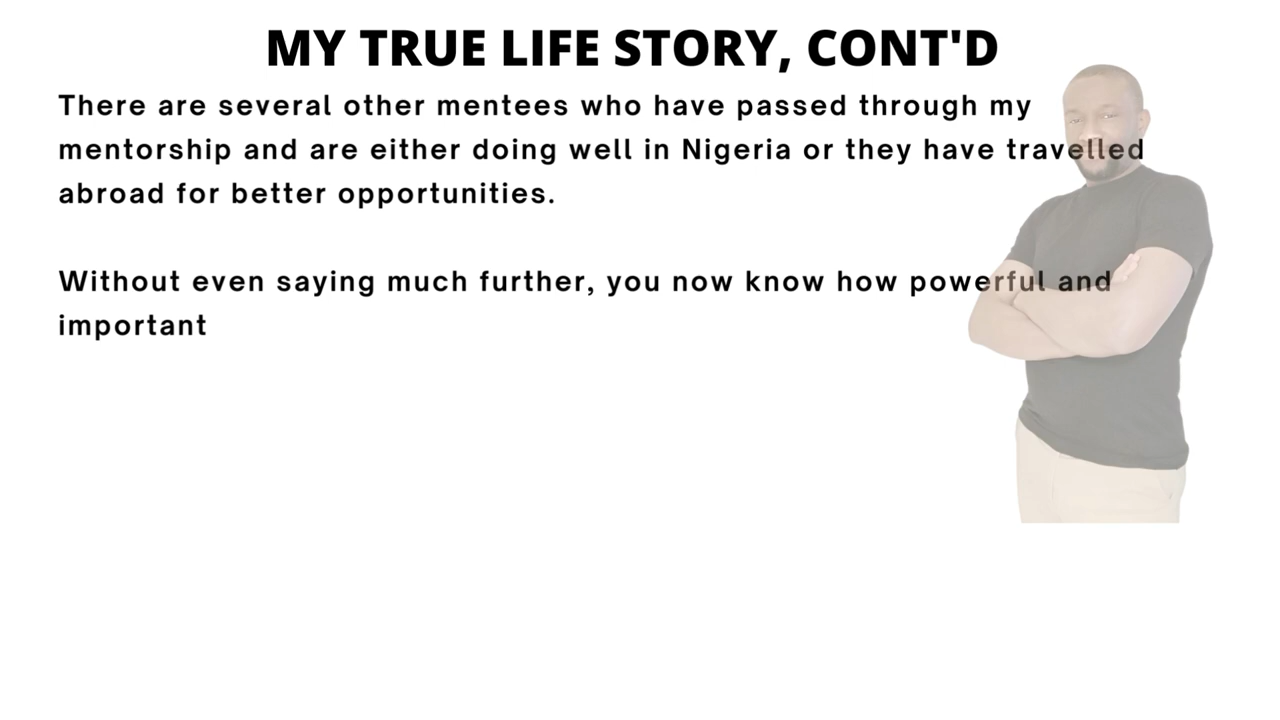 MY TRUE LIFE STORY, CONT'D
There are several other mentees who have passed through my
mentorship and are either doing well in Nigeria or they have travelled
abroad for better opportunities.
Without even saying much further, you now know how powerful and
important